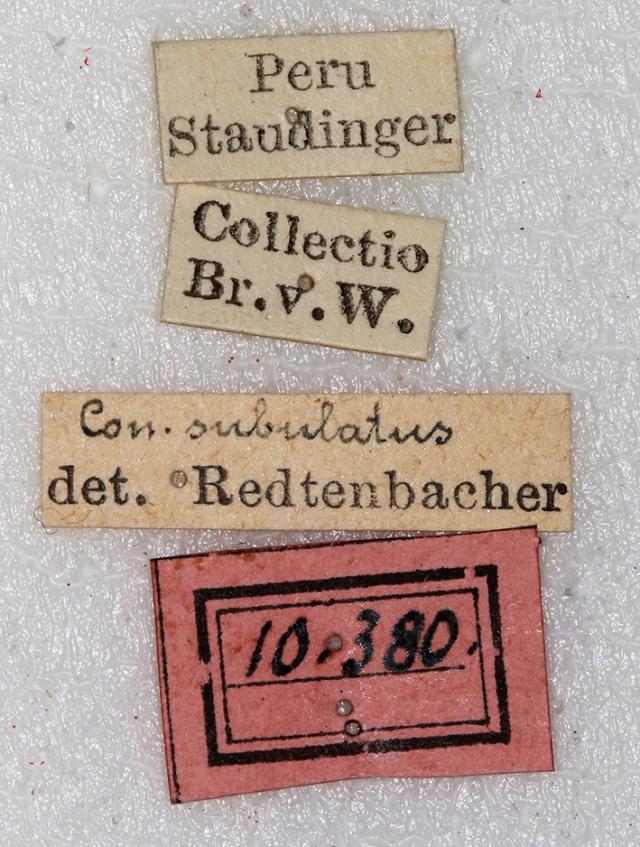 Peru
Staudinger
Collectio
Br. v. W.
Con. subulatus
det. Redtenbacher
10.380.